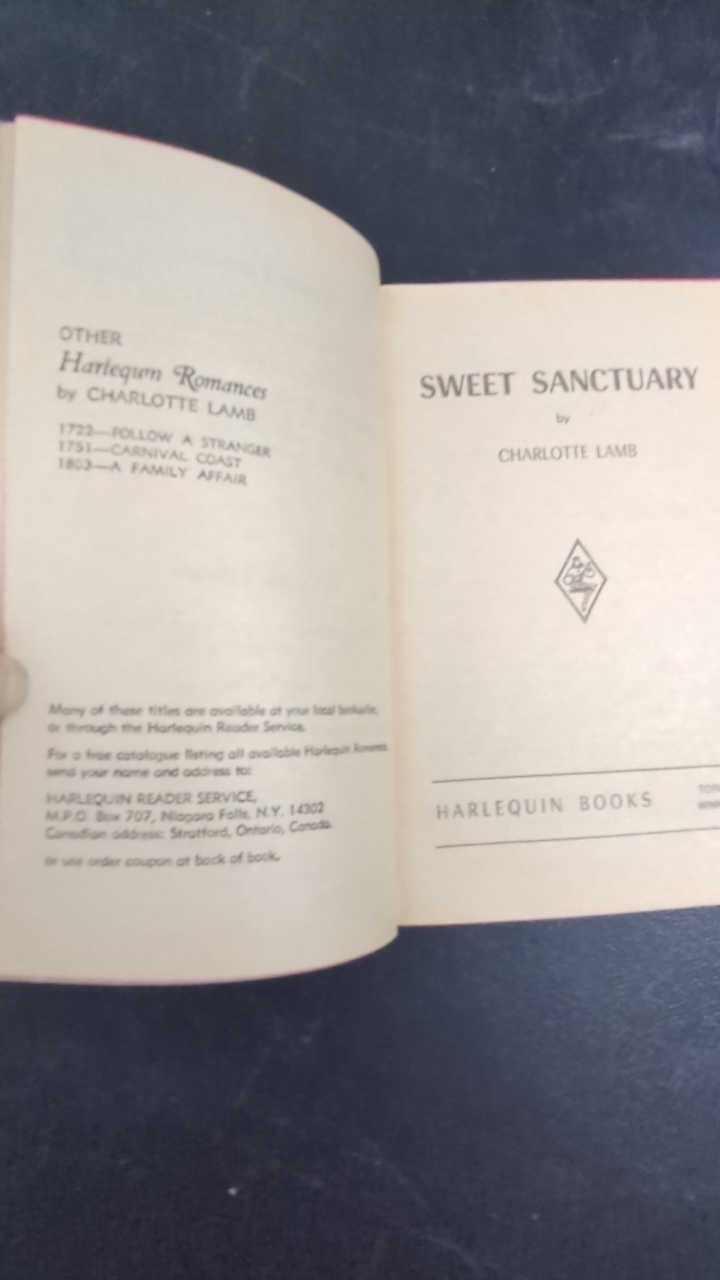 OTHER
Harlequin Romances
by CHARLOTTE LAMB
1722—FOLLOW A STRANGER
1751—CARNIVAL COAST
1803—A FAMILY AFFAIR
Many of these titles are available at your local bookseller,
or through the Harlequin Reader Service.
For a free catalogue listing all available Harlequin Romances,
send your name and address to:
HARLEQUIN READER SERVICE,
M.P.O. Box 707, Niagara Falls, N.Y. 14302
Canadian address: Stratford, Ontario, Canada.
or use order coupon at back of book.
SWEET SANCTUARY
by
CHARLOTTE LAMB
HARLEQUIN BOOKS